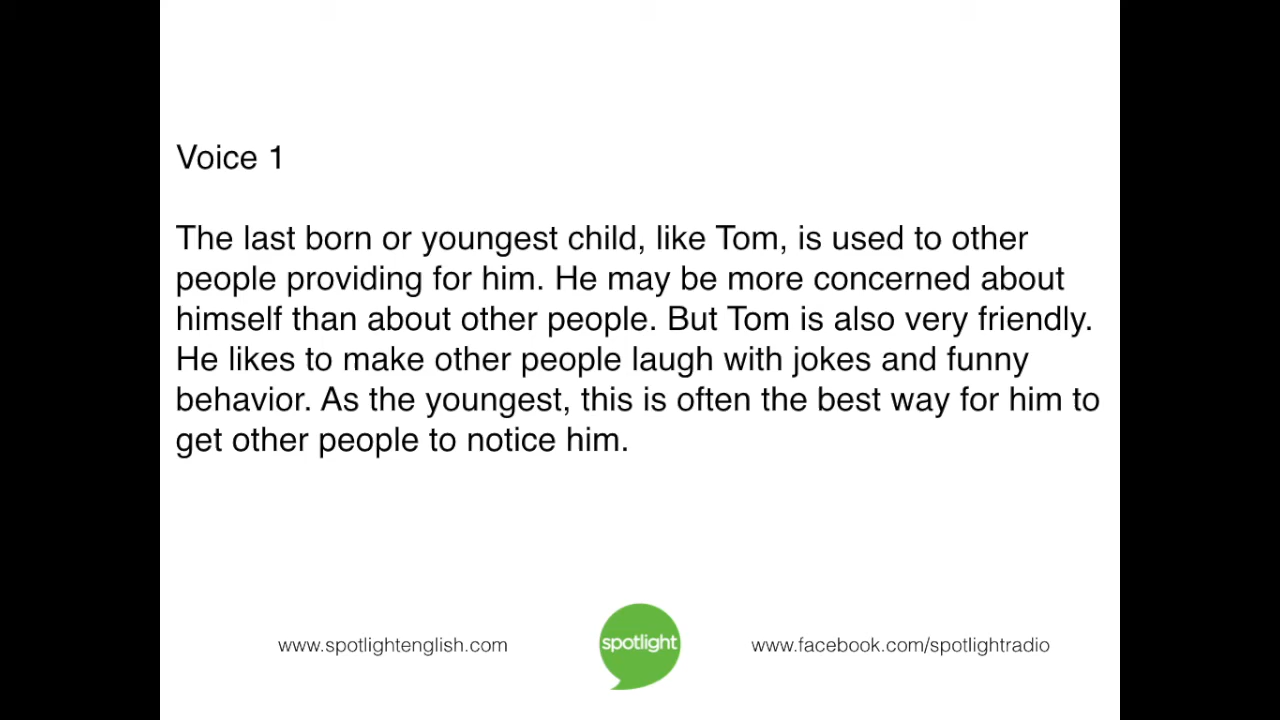 Voice 1
The last born or youngest child, like Tom, is used to other
people providing for him. He may be more concerned about
himself than about other people. But Tom is also very friendly.
He likes to make other people laugh with jokes and funny
behavior. As the youngest, this is often the best way for him to
get other people to notice him.
www.spotlightenglish.com
spotlight
www.facebook.com/spotlightradio